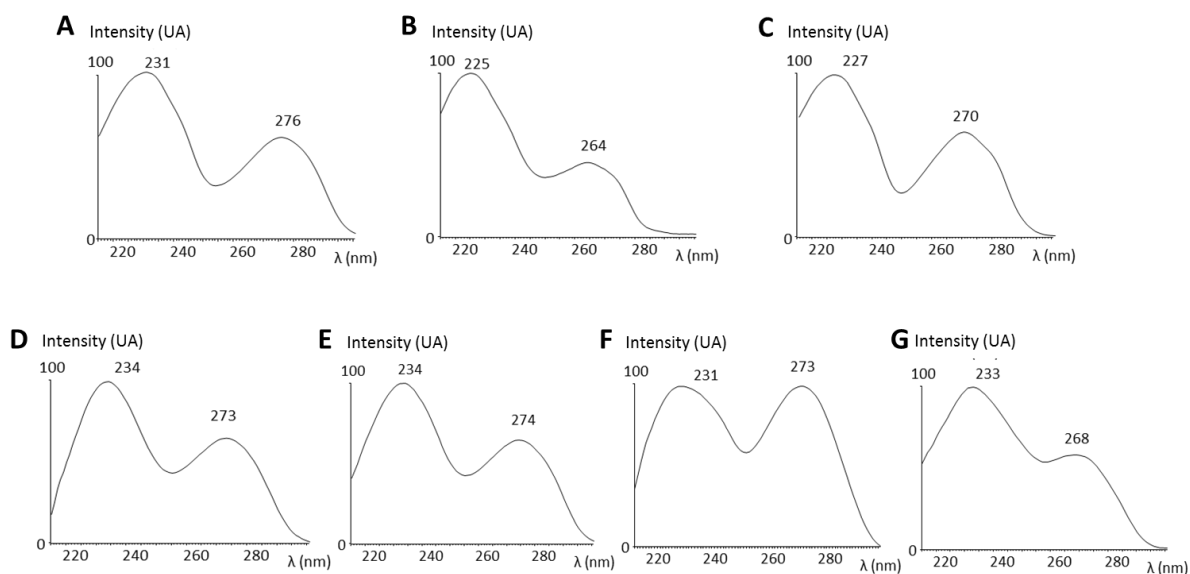 A Intensity (UA)
100 231
276
0
220 240 260 280
λ (nm)
B Intensity (UA)
100 225
264
0
220 240 260 280
λ (nm)
C Intensity (UA)
100 227
270
0
220 240 260 280
λ (nm)
D Intensity (UA)
100 234
273
0
220 240 260 280
λ (nm)
E Intensity (UA)
100 234
274
0
220 240 260 280
λ (nm)
F Intensity (UA)
100 231 273
0
220 240 260 280
λ (nm)
G Intensity (UA)
100 233
268
0
220 240 260 280
λ (nm)